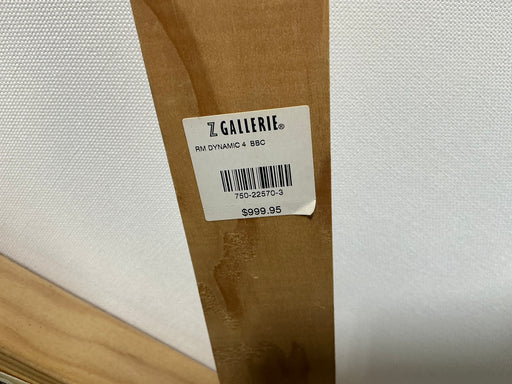 Z GALLERIE®
RM DYNAMIC 4 BBC
750-22570-3
$999.95